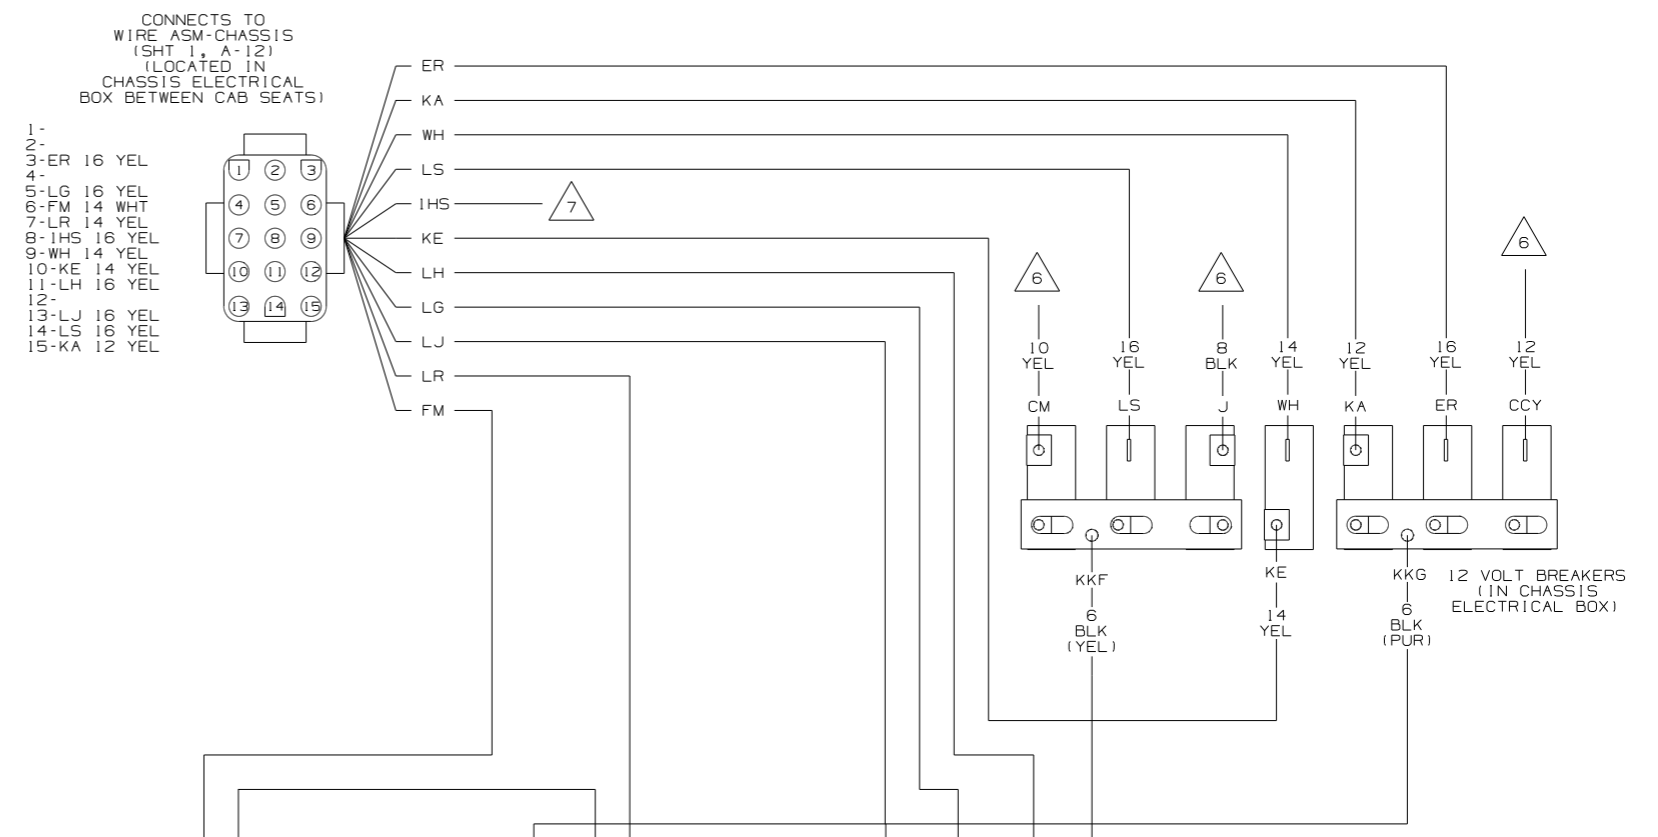 CONNECTS TO
WIRE ASM-CHASSIS
(SHT 1, A-12)
(LOCATED IN
CHASSIS ELECTRICAL
BOX BETWEEN CAB SEATS)
1-
2-
3-ER 16 YEL
4-
5-LG 16 YEL
6-FM 14 WHT
7-LR 14 YEL
8-1HS 16 YEL
9-WH 14 YEL
10-KE 14 YEL
11-LH 16 YEL
12-
13-LJ 16 YEL
14-LS 16 YEL
15-KA 12 YEL
1 2 3
4 5 6
7 8 9
10 11 12
13 14 15
ER
KA
WH
LS
1HS
7
KE
LH
LG
LJ
LR
FM
6
6
6
10
YEL
CM
16
YEL
LS
8
BLK
J
14
YEL
WH
12
YEL
KA
16
YEL
ER
12
YEL
CCY
KKF
6
BLK
(YEL)
KE
14
YEL
KKG
6
BLK
(PUR)
12 VOLT BREAKERS
(IN CHASSIS
ELECTRICAL BOX)